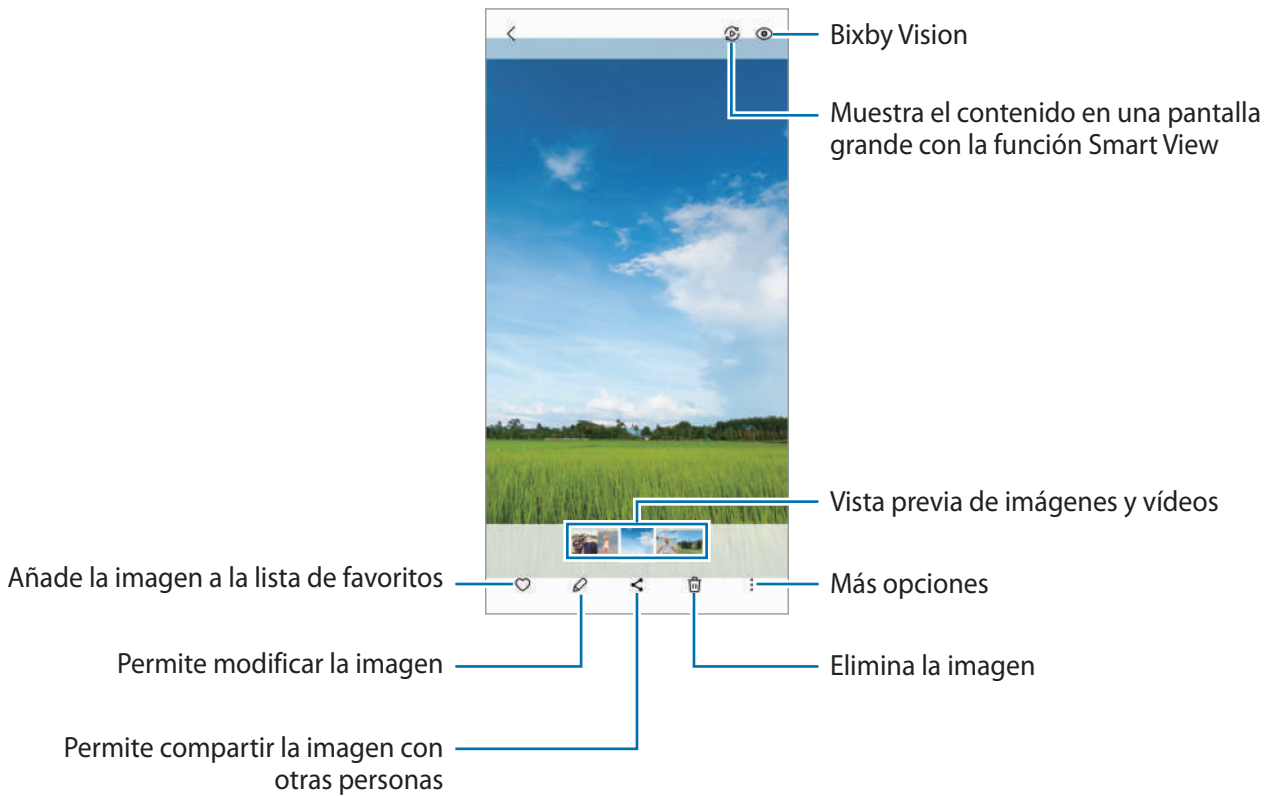 Bixby Vision
Muestra el contenido en una pantalla
grande con la función Smart View
Vista previa de imágenes y vídeos
Añade la imagen a la lista de favoritos
Más opciones
Permite modificar la imagen
Elimina la imagen
Permite compartir la imagen con
otras personas